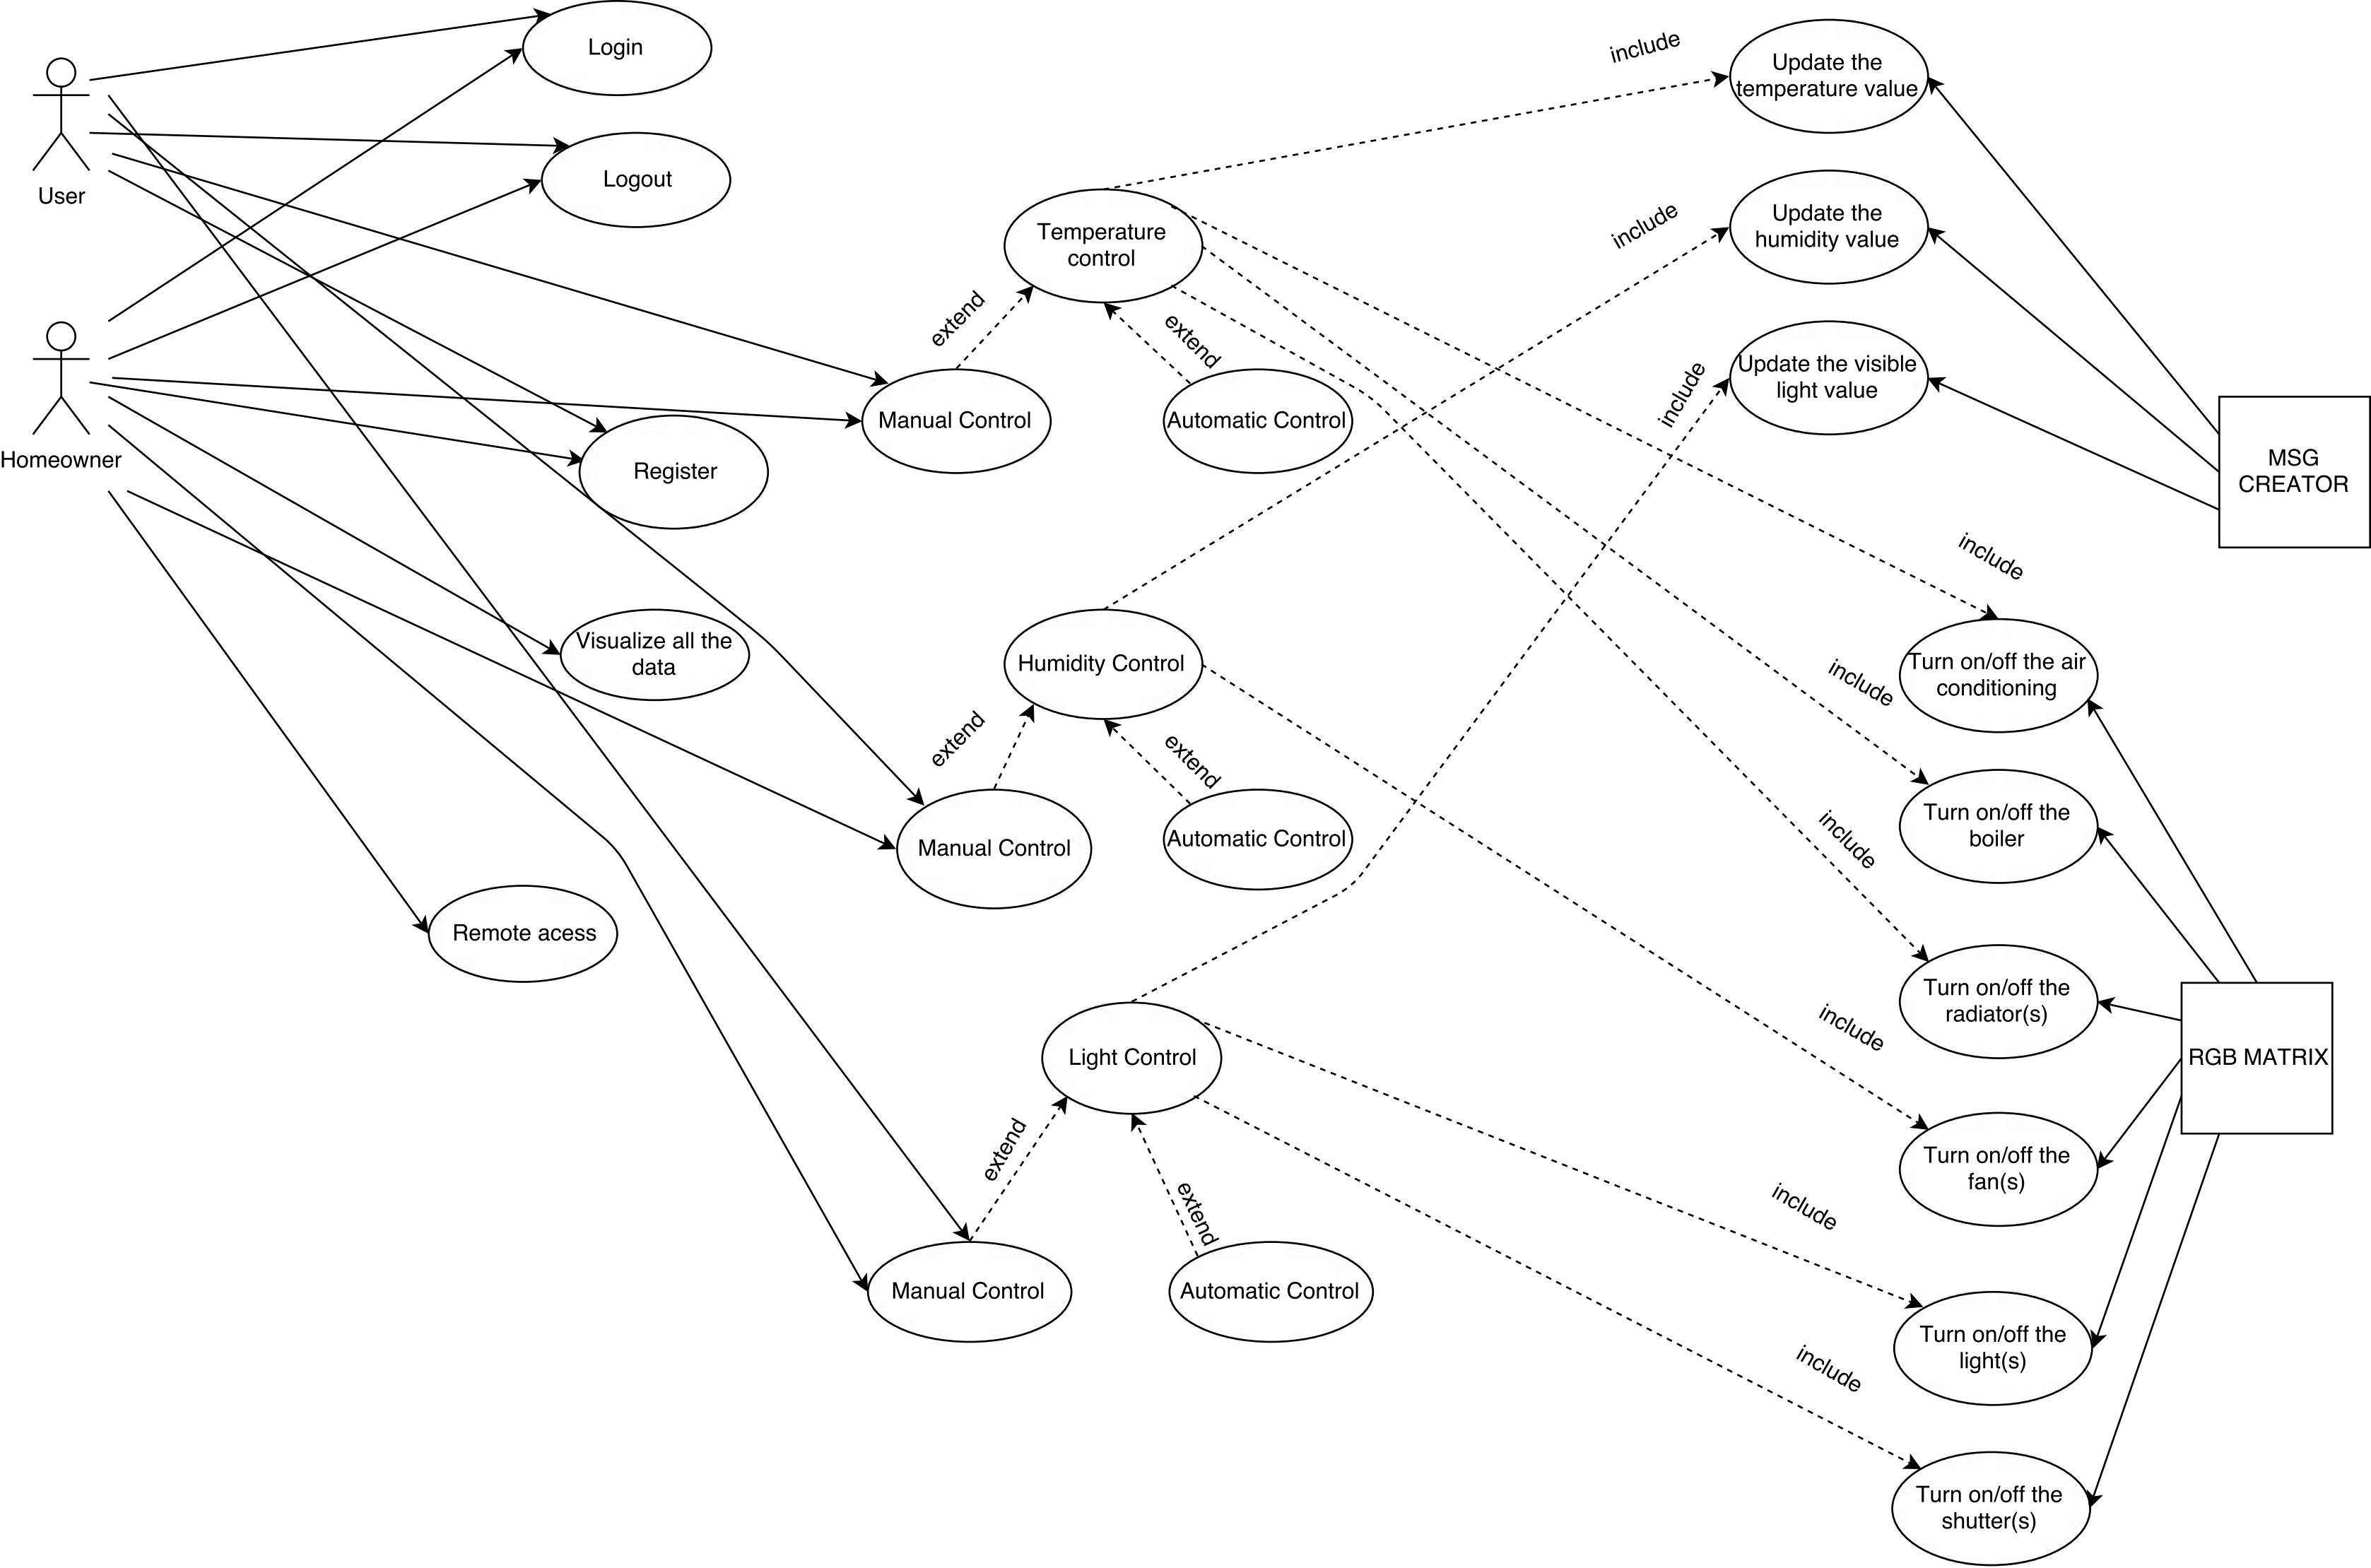 Login
User
Logout
Homeowner
Register
Visualize all the
data
Remote acess
Temperature
control
extend
extend
Manual Control
Automatic Control
Humidity Control
extend
extend
Manual Control
Automatic Control
Light Control
extend
extend
Manual Control
Automatic Control
include
Update the
temperature value
include
Update the
humidity value
include
Update the visible
light value
MSG
CREATOR
include
Turn on/off the air
conditioning
include
Turn on/off the
boiler
include
Turn on/off the
radiator(s)
RGB MATRIX
include
Turn on/off the
fan(s)
include
Turn on/off the
light(s)
include
Turn on/off the
shutter(s)